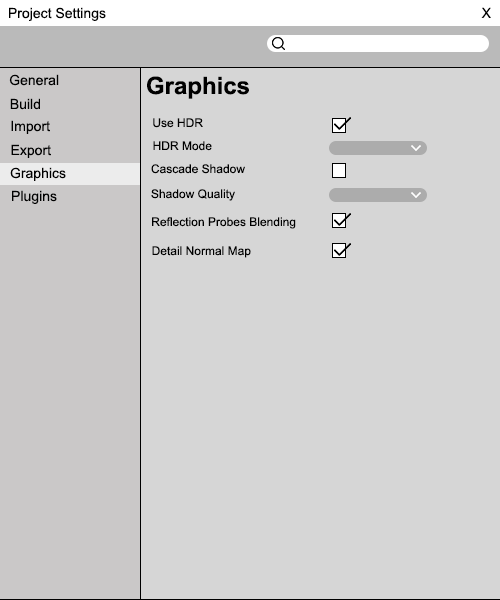 Project Settings X
General
Build
Import
Export
Graphics
Plugins
Graphics
Use HDR
HDR Mode
Cascade Shadow
Shadow Quality
Reflection Probes Blending
Detail Normal Map